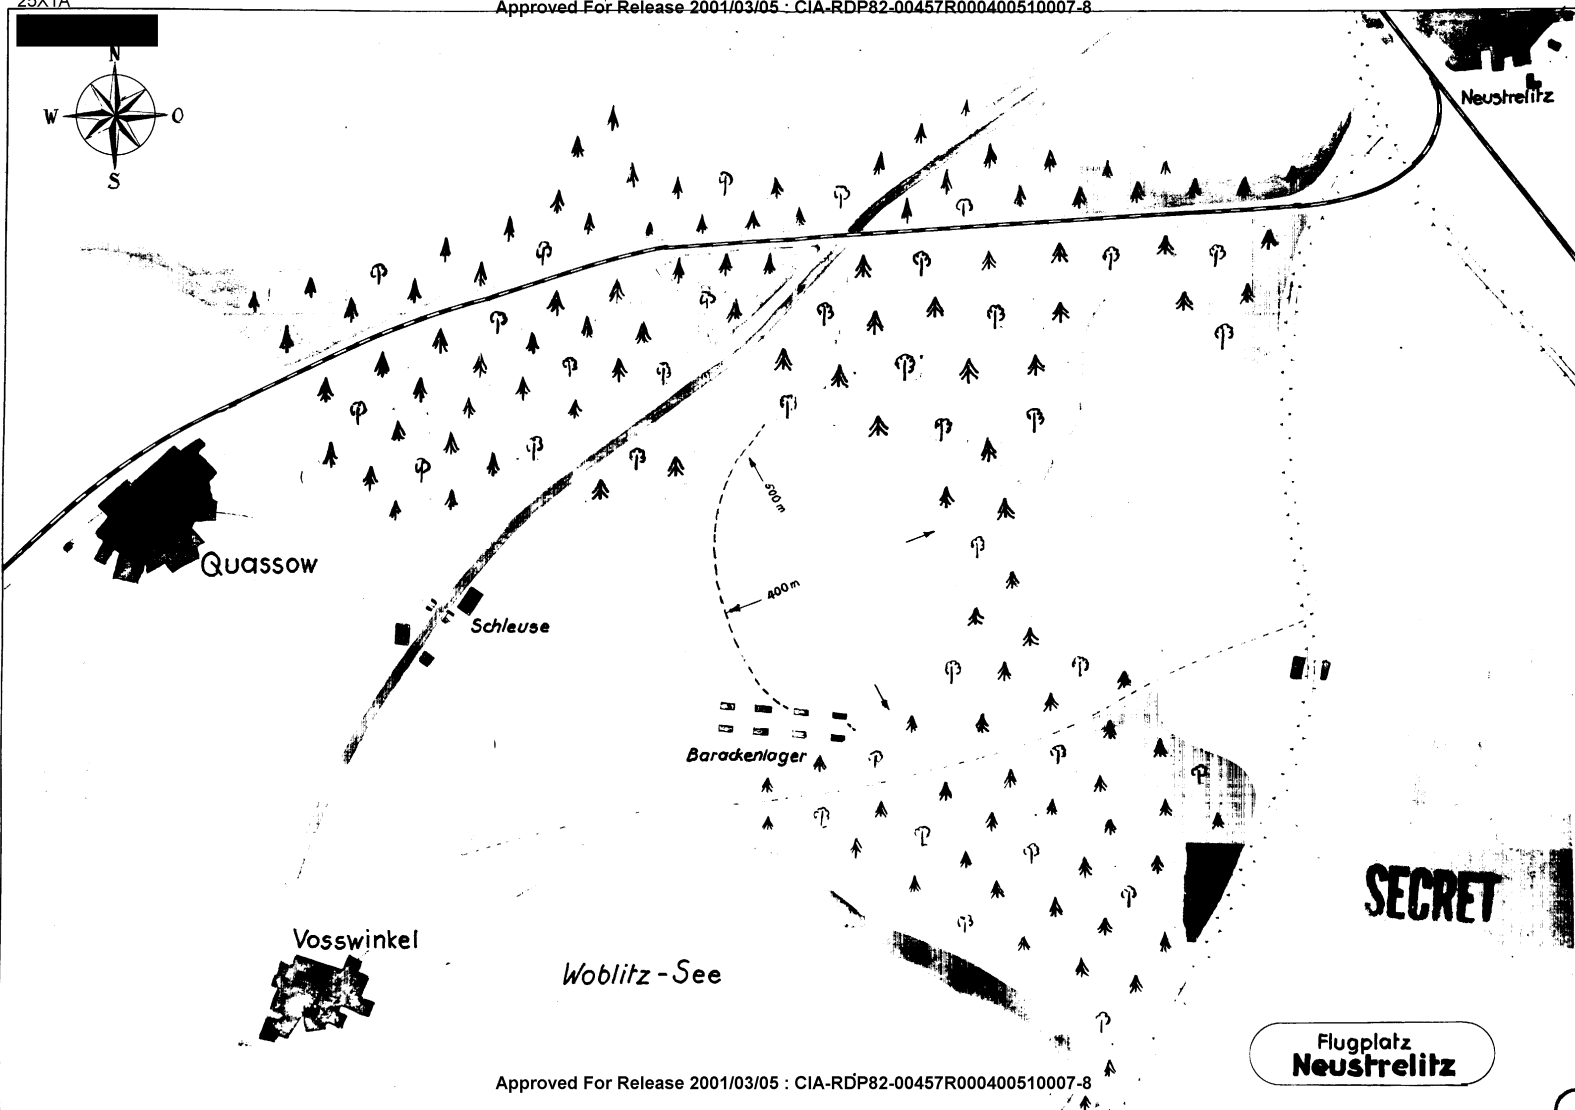 25X1A
Approved For Release 2001/03/05 : CIA-RDP82-00457R000400510007-8
N
W O
S
Neustrelitz
Quassow
600m
400m
Schleuse
Barackenlager
SECRET
Vosswinkel
Woblitz-See
Flugplatz
Neustrelitz
Approved For Release 2001/03/05 : CIA-RDP82-00457R000400510007-8